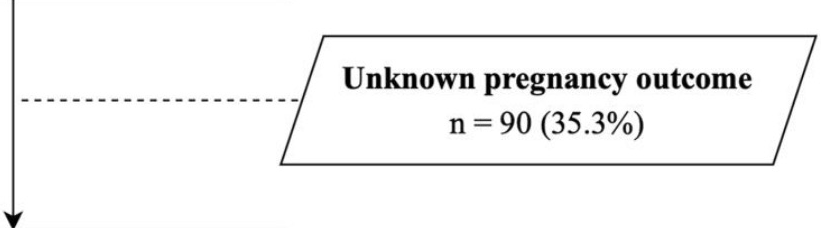 Unknown pregnancy outcome
n = 90 (35.3%)